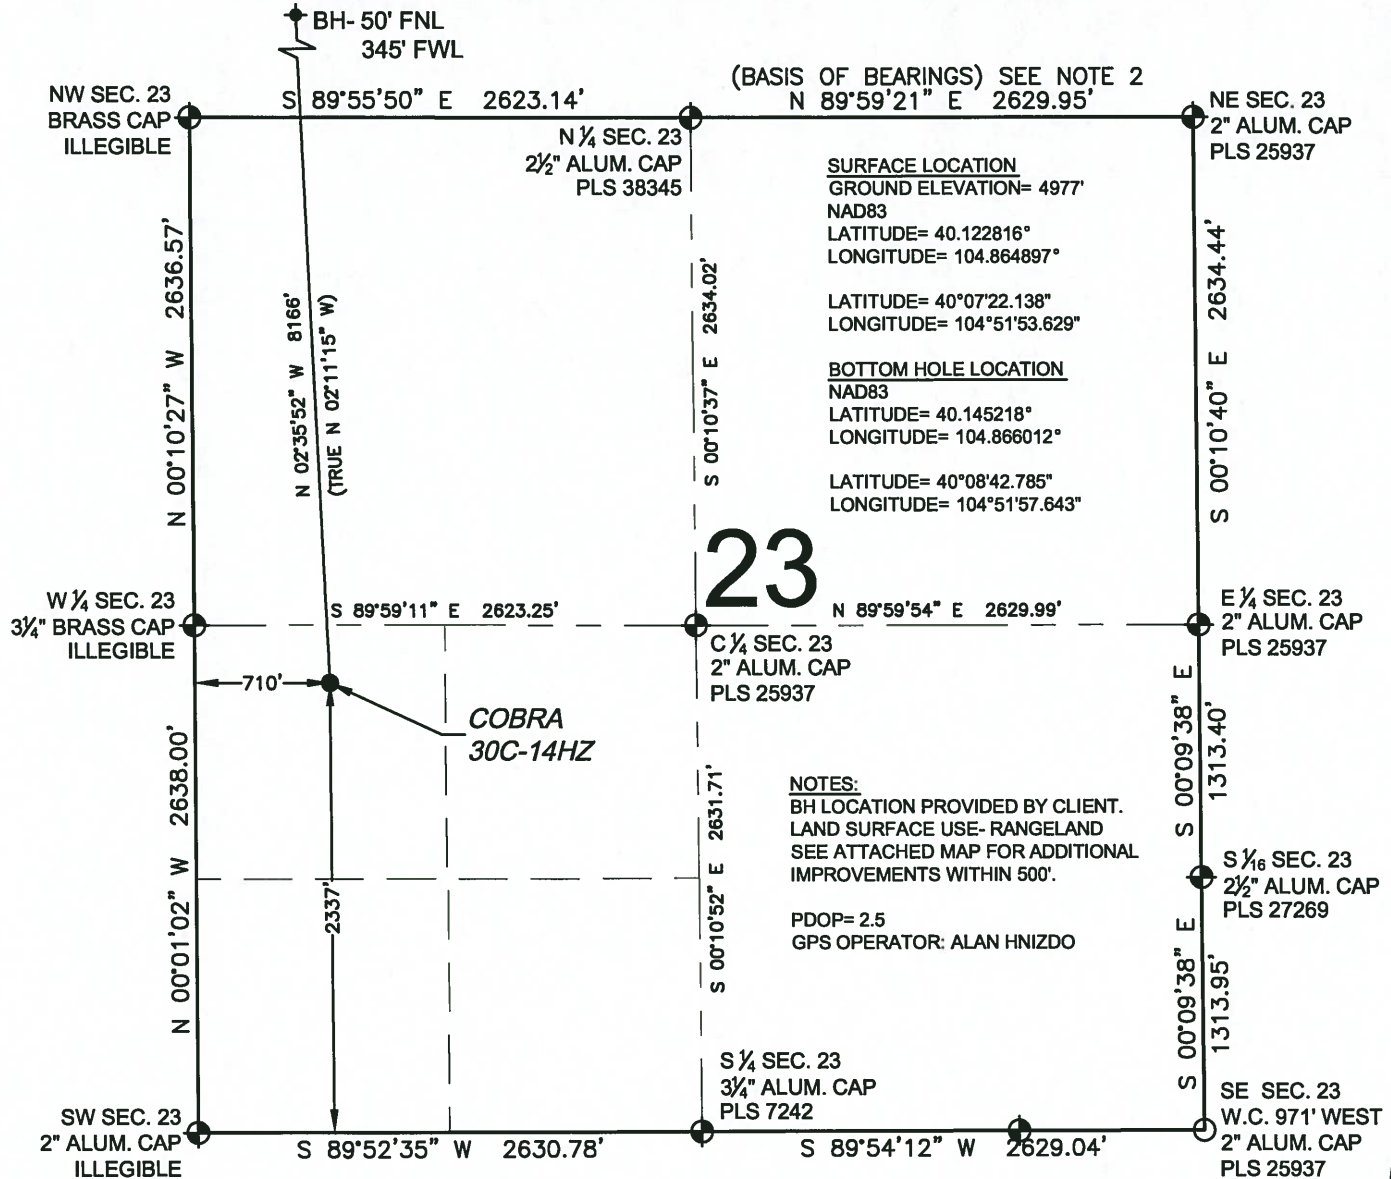 BH- 50' FNL
345' FWL
(BASIS OF BEARINGS) SEE NOTE 2
NW SEC. 23
BRASS CAP
ILLEGIBLE
S 89°55'50" E 2623.14'
N 89°59'21" E 2629.95'
NE SEC. 23
2" ALUM. CAP
PLS 25937
N ¼ SEC. 23
2½" ALUM. CAP
PLS 38345
SURFACE LOCATION
GROUND ELEVATION= 4977'
NAD83
LATITUDE= 40.122816°
LONGITUDE= 104.864897°
LATITUDE= 40°07'22.138"
LONGITUDE= 104°51'53.629"
BOTTOM HOLE LOCATION
NAD83
LATITUDE= 40.145218°
LONGITUDE= 104.866012°
LATITUDE= 40°08'42.785"
LONGITUDE= 104°51'57.643"
N 00°10'27" W 2636.57'
N 02°35'52" W 8166'
(TRUE N 02°11'15" W)
S 00°10'37" E 2634.02'
S 00°10'40" E 2634.44'
23
W ¼ SEC. 23
3¼" BRASS CAP
ILLEGIBLE
S 89°59'11" E 2623.25'
N 89°59'54" E 2629.99'
E ¼ SEC. 23
2" ALUM. CAP
PLS 25937
C ¼ SEC. 23
2" ALUM. CAP
PLS 25937
710'
COBRA
30C-14HZ
2337'
N 00°01'02" W 2638.00'
S 00°10'52" E 2631.71'
NOTES:
BH LOCATION PROVIDED BY CLIENT.
LAND SURFACE USE- RANGELAND
SEE ATTACHED MAP FOR ADDITIONAL
IMPROVEMENTS WITHIN 500'.
PDOP= 2.5
GPS OPERATOR: ALAN HNIZDO
S 00°09'38" E
1313.40'
S 1⁄16 SEC. 23
2½" ALUM. CAP
PLS 27269
S 00°09'38" E
1313.95'
S ¼ SEC. 23
3¼" ALUM. CAP
PLS 7242
SW SEC. 23
2" ALUM. CAP
ILLEGIBLE
S 89°52'35" W 2630.78'
S 89°54'12" W 2629.04'
SE SEC. 23
W.C. 971' WEST
2" ALUM. CAP
PLS 25937